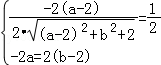 { -2(a-2) / (2*√((a-2)²+b²+2)) = 1/2
-2a=2(b-2)